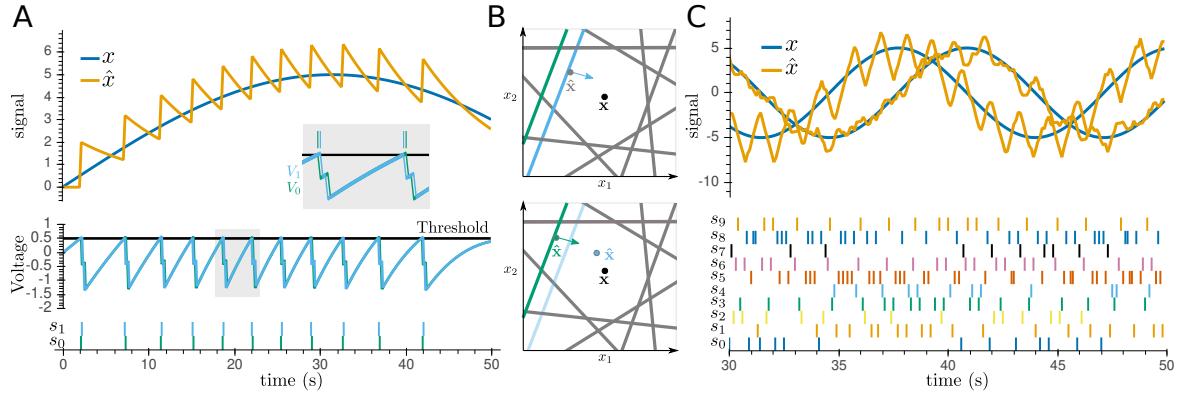 A
signal
6
5
4
3
2
1
0
x
x̂
V₁
V₀
Voltage
1
0.5
0
-0.5
-1
-1.5
-2
Threshold
s₁
s₀
0
10
20
30
40
50
time (s)
B
x₂
x̂
x
x₁
x₂
x̂
x̂
x
x₁
C
signal
5
0
-5
-10
x
x̂
s₉
s₈
s₇
s₆
s₅
s₄
s₃
s₂
s₁
s₀
30
35
40
45
50
time (s)